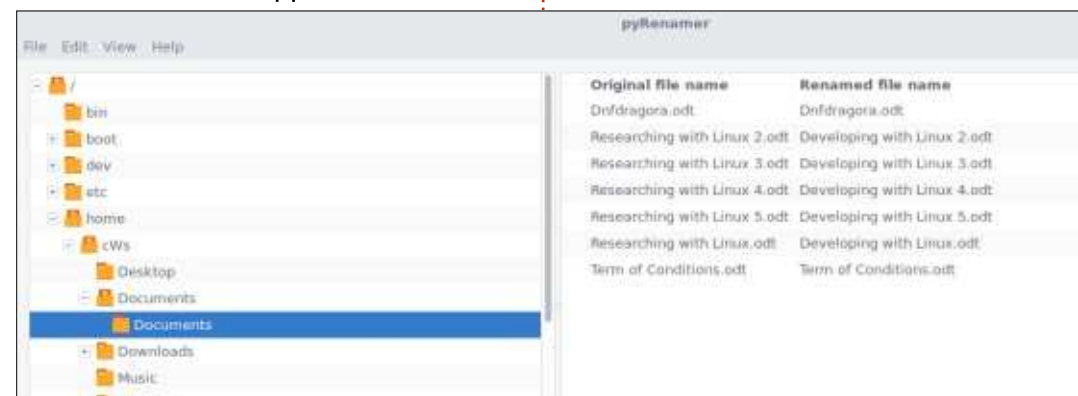 pyRenamer
File Edit View Help
/
bin
boot
dev
etc
home
cWs
Desktop
Documents
Documents
Downloads
Music
Original file name Renamed file name
Dnfdragora.odt Dnfdragora.odt
Researching with Linux 2.odt Developing with Linux 2.odt
Researching with Linux 3.odt Developing with Linux 3.odt
Researching with Linux 4.odt Developing with Linux 4.odt
Researching with Linux 5.odt Developing with Linux 5.odt
Researching with Linux.odt Developing with Linux.odt
Term of Conditions.odt Term of Conditions.odt